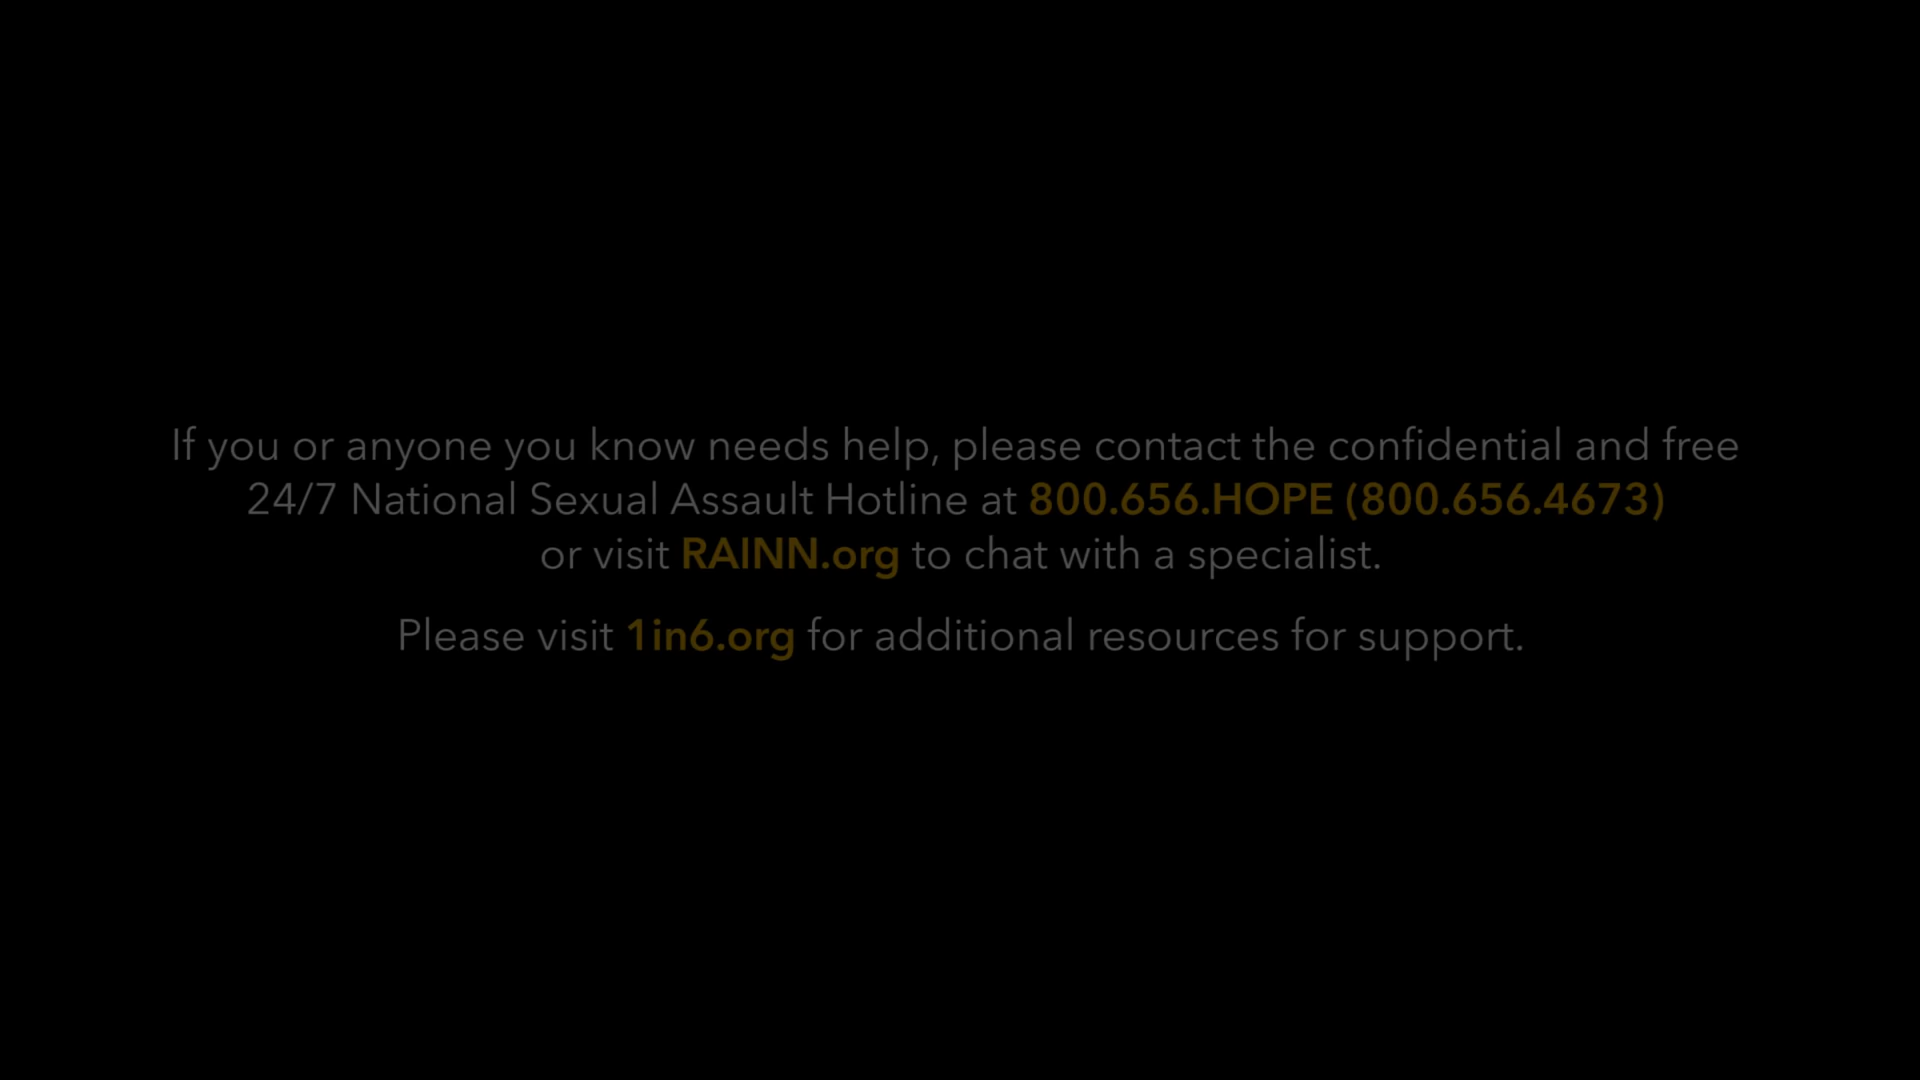 If you or anyone you know needs help, please contact the confidential and free
24/7 National Sexual Assault Hotline at 800.656.HOPE (800.656.4673)
or visit RAINN.org to chat with a specialist.
Please visit 1in6.org for additional resources for support.